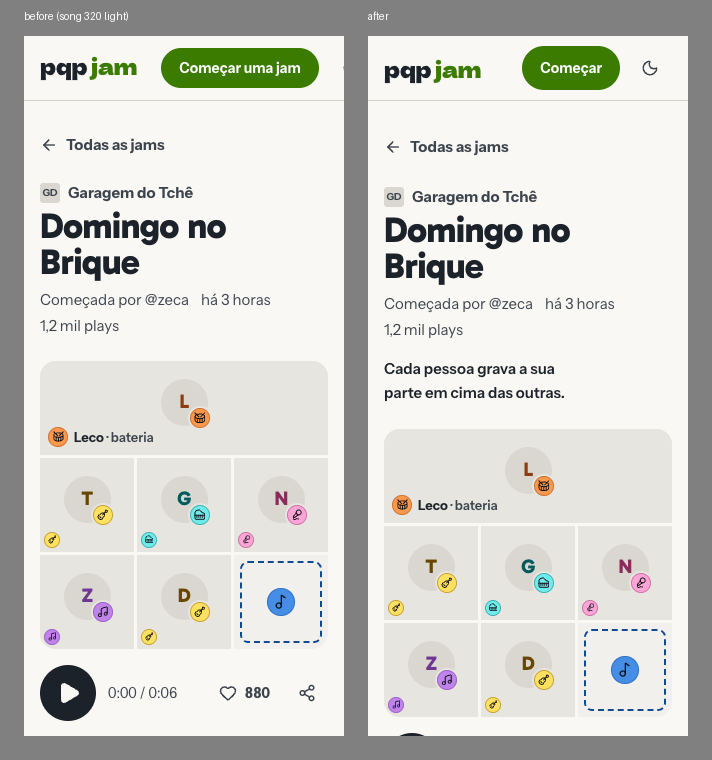 before (song 320 light)
pqp jam
Começar uma jam
Todas as jams
GD Garagem do Tchê
Domingo no
Brique
Começada por @zeca há 3 horas
1,2 mil plays
L
Leco · bateria
T G N
Z D
0:00 / 0:06 880
after
pqp jam
Começar
Todas as jams
GD Garagem do Tchê
Domingo no
Brique
Começada por @zeca há 3 horas
1,2 mil plays
Cada pessoa grava a sua
parte em cima das outras.
L
Leco · bateria
T G N
Z D